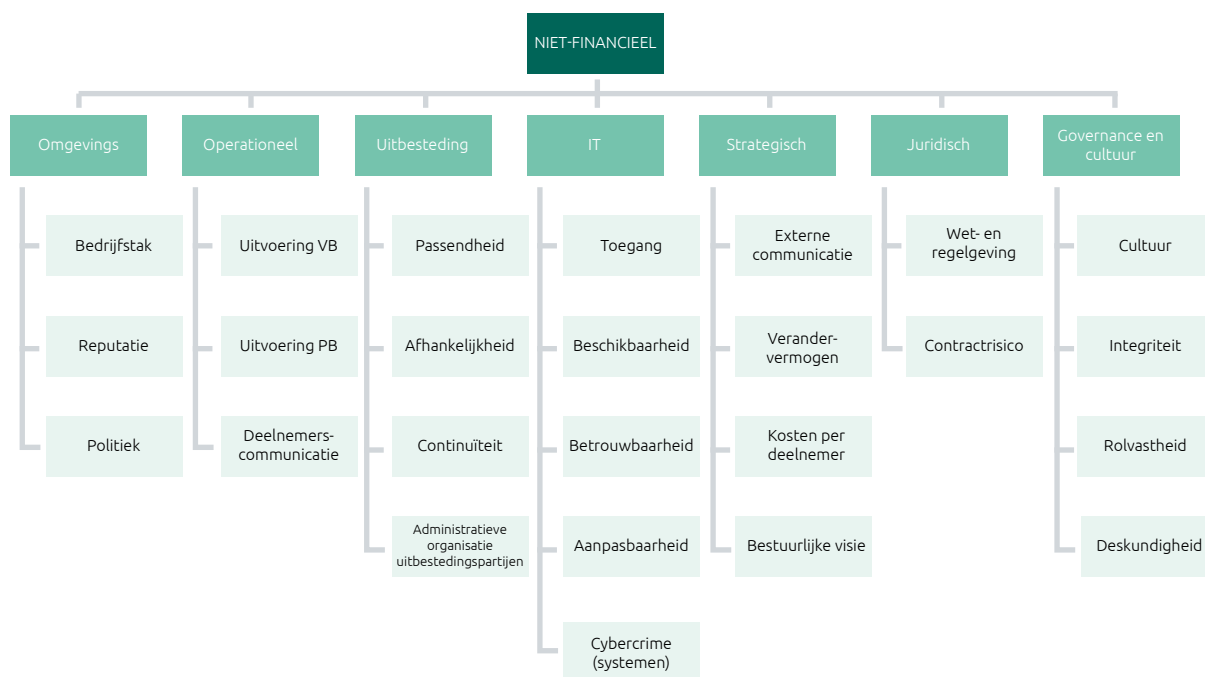 NIET-FINANCIEEL
Omgevings
Operationeel
Uitbesteding
IT
Strategisch
Juridisch
Governance en
cultuur
Bedrijfstak
Reputatie
Politiek
Uitvoering VB
Uitvoering PB
Deelnemers-
communicatie
Passendheid
Afhankelijkheid
Continuïteit
Administratieve
organisatie
uitbestedingspartijen
Toegang
Beschikbaarheid
Betrouwbaarheid
Aanpasbaarheid
Cybercrime
(systemen)
Externe
communicatie
Verander-
vermogen
Kosten per
deelnemer
Bestuurlijke visie
Wet- en
regelgeving
Contractrisico
Cultuur
Integriteit
Rolvastheid
Deskundigheid